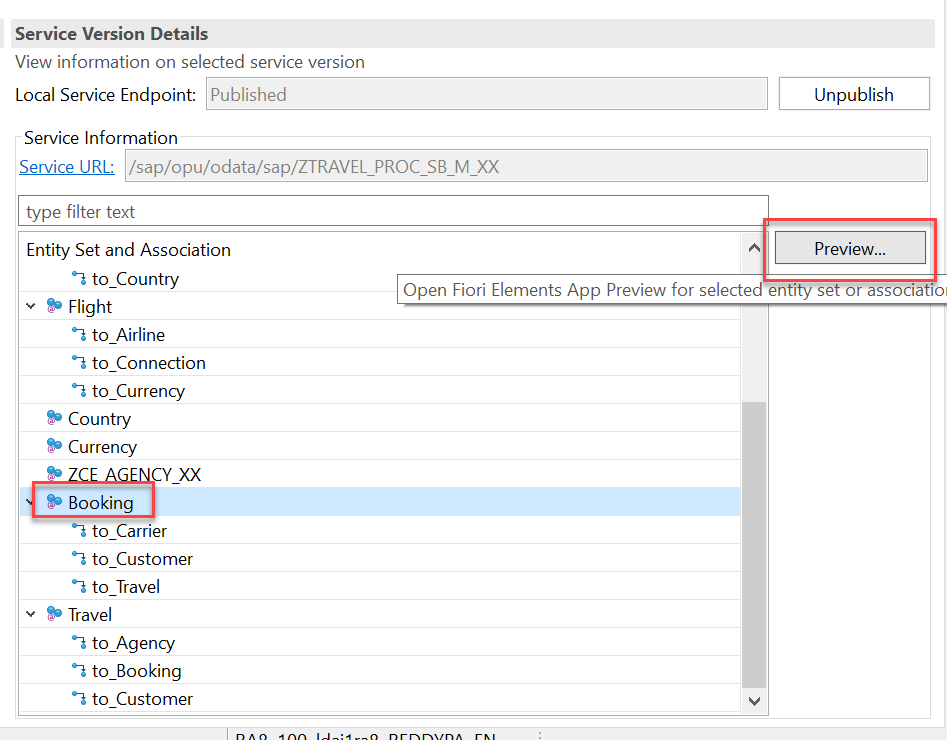 Service Version Details
View information on selected service version
Local Service Endpoint: Published Unpublish
Service Information
Service URL: /sap/opu/odata/sap/ZTRAVEL_PROC_SB_M_XX
type filter text
Entity Set and Association Preview...
to_Country
Open Fiori Elements App Preview for selected entity set or associatio
Flight
to_Airline
to_Connection
to_Currency
Country
Currency
ZCE_AGENCY_XX
Booking
to_Carrier
to_Customer
to_Travel
Travel
to_Agency
to_Booking
to_Customer